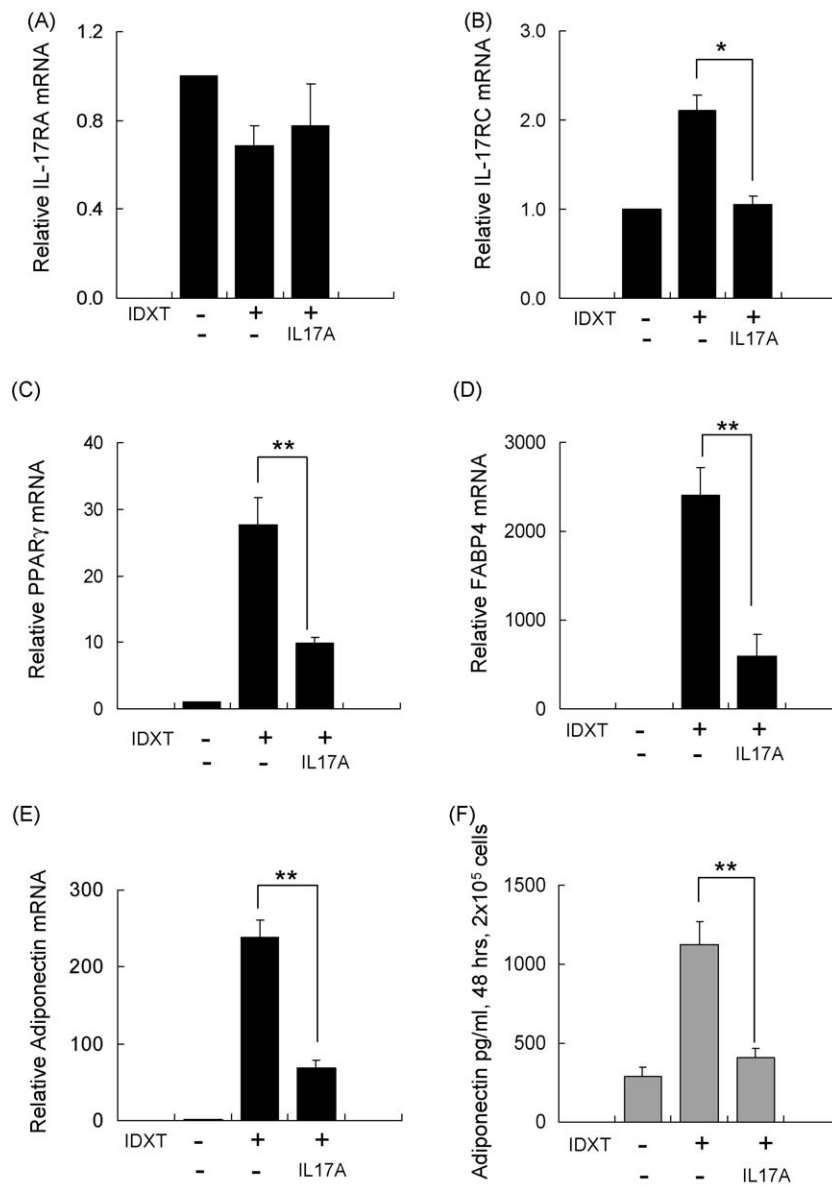 (A)
Relative IL-17RA mRNA
1.2
0.8
0.4
0.0
IDXT - + +
- - IL17A
(B)
Relative IL-17RC mRNA
3.0
2.0
1.0
0.0
*
IDXT - + +
- - IL17A
(C)
Relative PPARγ mRNA
40
30
20
10
0
**
IDXT - + +
- - IL17A
(D)
Relative FABP4 mRNA
3000
2000
1000
0
**
IDXT - + +
- - IL17A
(E)
Relative Adiponectin mRNA
300
200
100
0
**
IDXT - + +
- - IL17A
(F)
Adiponectin pg/ml, 48 hrs, 2x10⁵ cells
1500
1000
500
0
**
IDXT - + +
- - IL17A